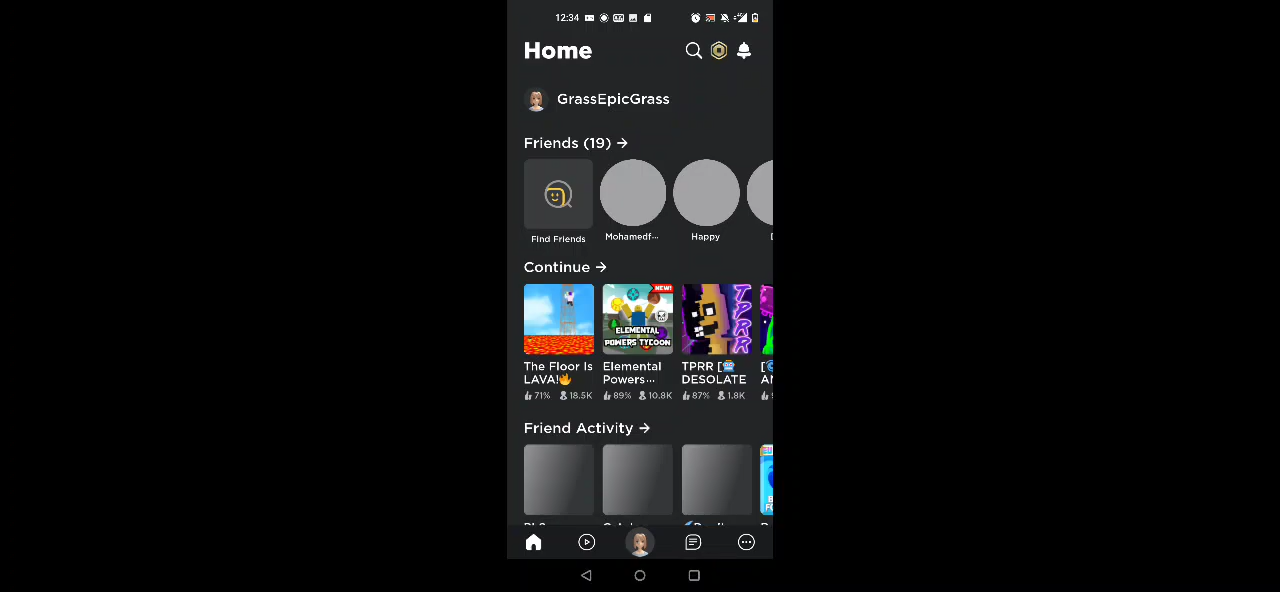 12:34
Home
GrassEpicGrass
Friends (19) →
Find Friends
Mohamedf...
Happy
Continue →
NEW!
ELEMENTAL
POWERS TYCOON
TPRR
The Floor Is
LAVA!🔥
Elemental
Powers...
TPRR [🤖
DESOLATE
71% 18.5K
89% 10.8K
87% 1.8K
Friend Activity →